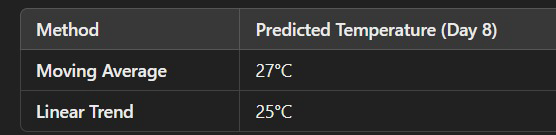 Method Predicted Temperature (Day 8)
Moving Average 27°C
Linear Trend 25°C